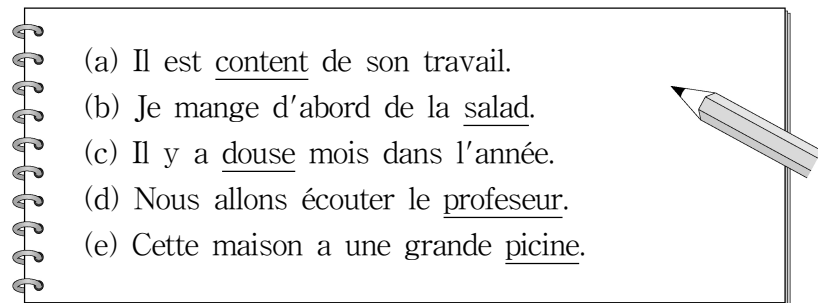 (a) Il est content de son travail.
(b) Je mange d'abord de la salad.
(c) Il y a douse mois dans l'année.
(d) Nous allons écouter le profeseur.
(e) Cette maison a une grande picine.